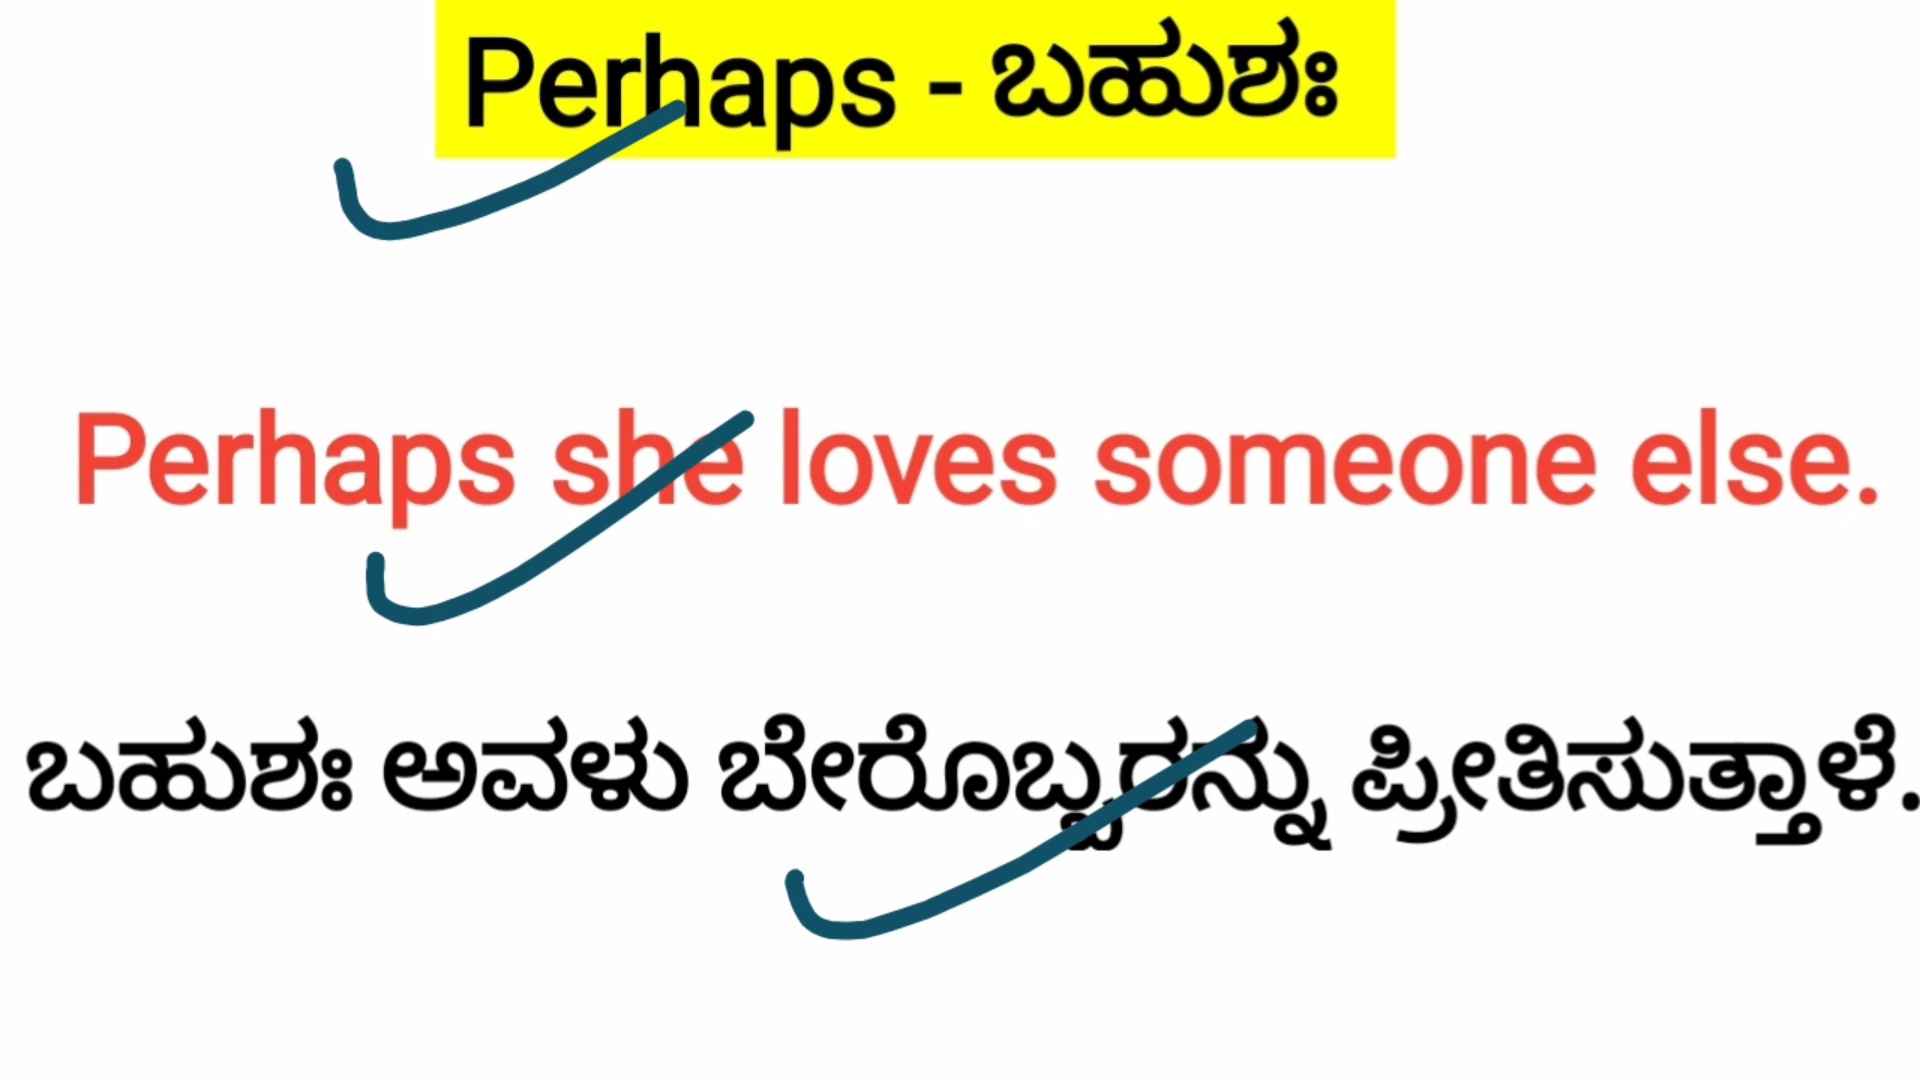 Perhaps - ಬಹುಶಃ
Perhaps she loves someone else.
ಬಹುಶಃ ಅವಳು ಬೇರೊಬ್ಬರನ್ನು ಪ್ರೀತಿಸುತ್ತಾಳೆ.